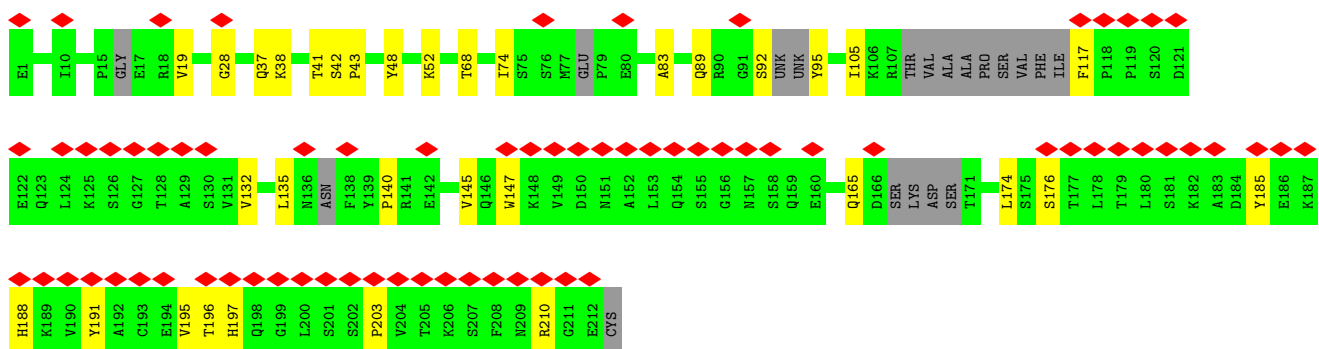 E1 I10 P15 GLY E17 R18 V19 G28 Q37 K38 T41 S42 P43 Y48 K52 T68 I74 S75 S76 M77 GLU P79 E80 A83 Q89 R90 G91 S92 UNK UNK Y95 I105 K106 R107 THR VAL ALA ALA PRO SER VAL PHE ILE F117 P118 P119 S120 D121
E122 Q123 L124 K125 S126 G127 T128 A129 S130 V131 V132 L135 N136 ASN F138 Y139 P140 R141 E142 V145 Q146 W147 K148 V149 D150 N151 A152 L153 Q154 S155 G156 N157 S158 Q159 E160 Q165 D166 SER LYS ASP SER T171 L174 S175 S176 T177 L178 T179 L180 S181 K182 A183 D184 Y185 E186 K187
H188 K189 V190 Y191 A192 C193 E194 V195 T196 H197 Q198 G199 L200 S201 S202 P203 V204 T205 K206 S207 F208 N209 R210 G211 E212 CYS